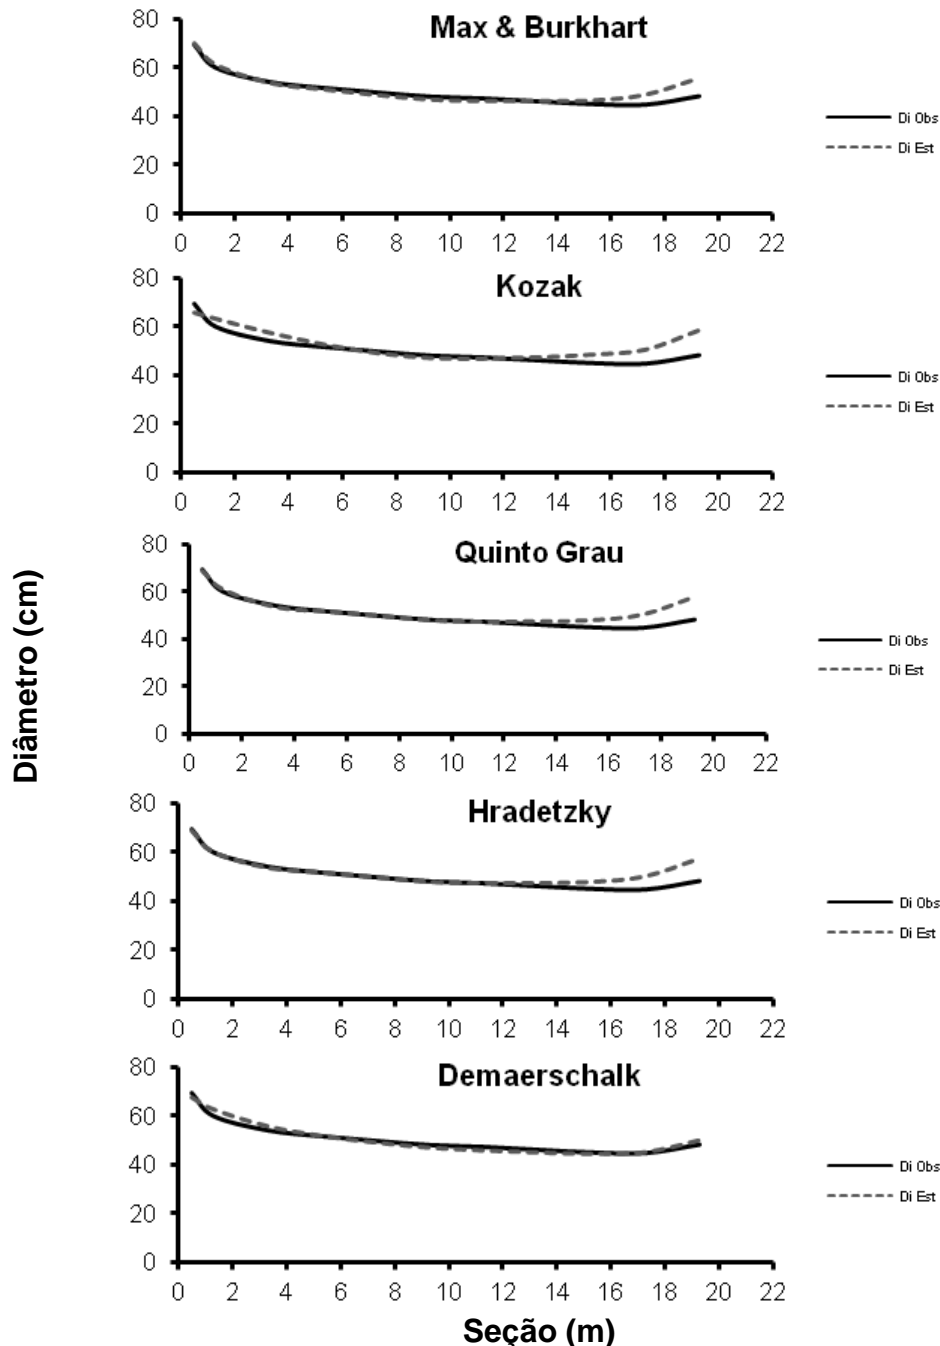 Max & Burkhart
80
60
40
20
0
0 2 4 6 8 10 12 14 16 18 20 22
Di Obs
Di Est
Kozak
80
60
40
20
0
0 2 4 6 8 10 12 14 16 18 20 22
Di Obs
Di Est
Diâmetro (cm)
Quinto Grau
80
60
40
20
0
0 2 4 6 8 10 12 14 16 18 20 22
Di Obs
Di Est
Hradetzky
80
60
40
20
0
0 2 4 6 8 10 12 14 16 18 20 22
Di Obs
Di Est
Demaerschalk
80
60
40
20
0
0 2 4 6 8 10 12 14 16 18 20 22
Di Obs
Di Est
Seção (m)